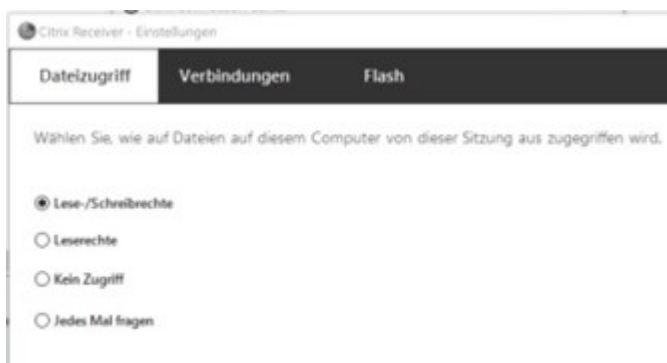 Citrix Receiver - Einstellungen
Dateizugriff Verbindungen Flash
Wählen Sie, wie auf Dateien auf diesem Computer von dieser Sitzung aus zugegriffen wird.
Lese-/Schreibrechte
Leserechte
Kein Zugriff
Jedes Mal fragen